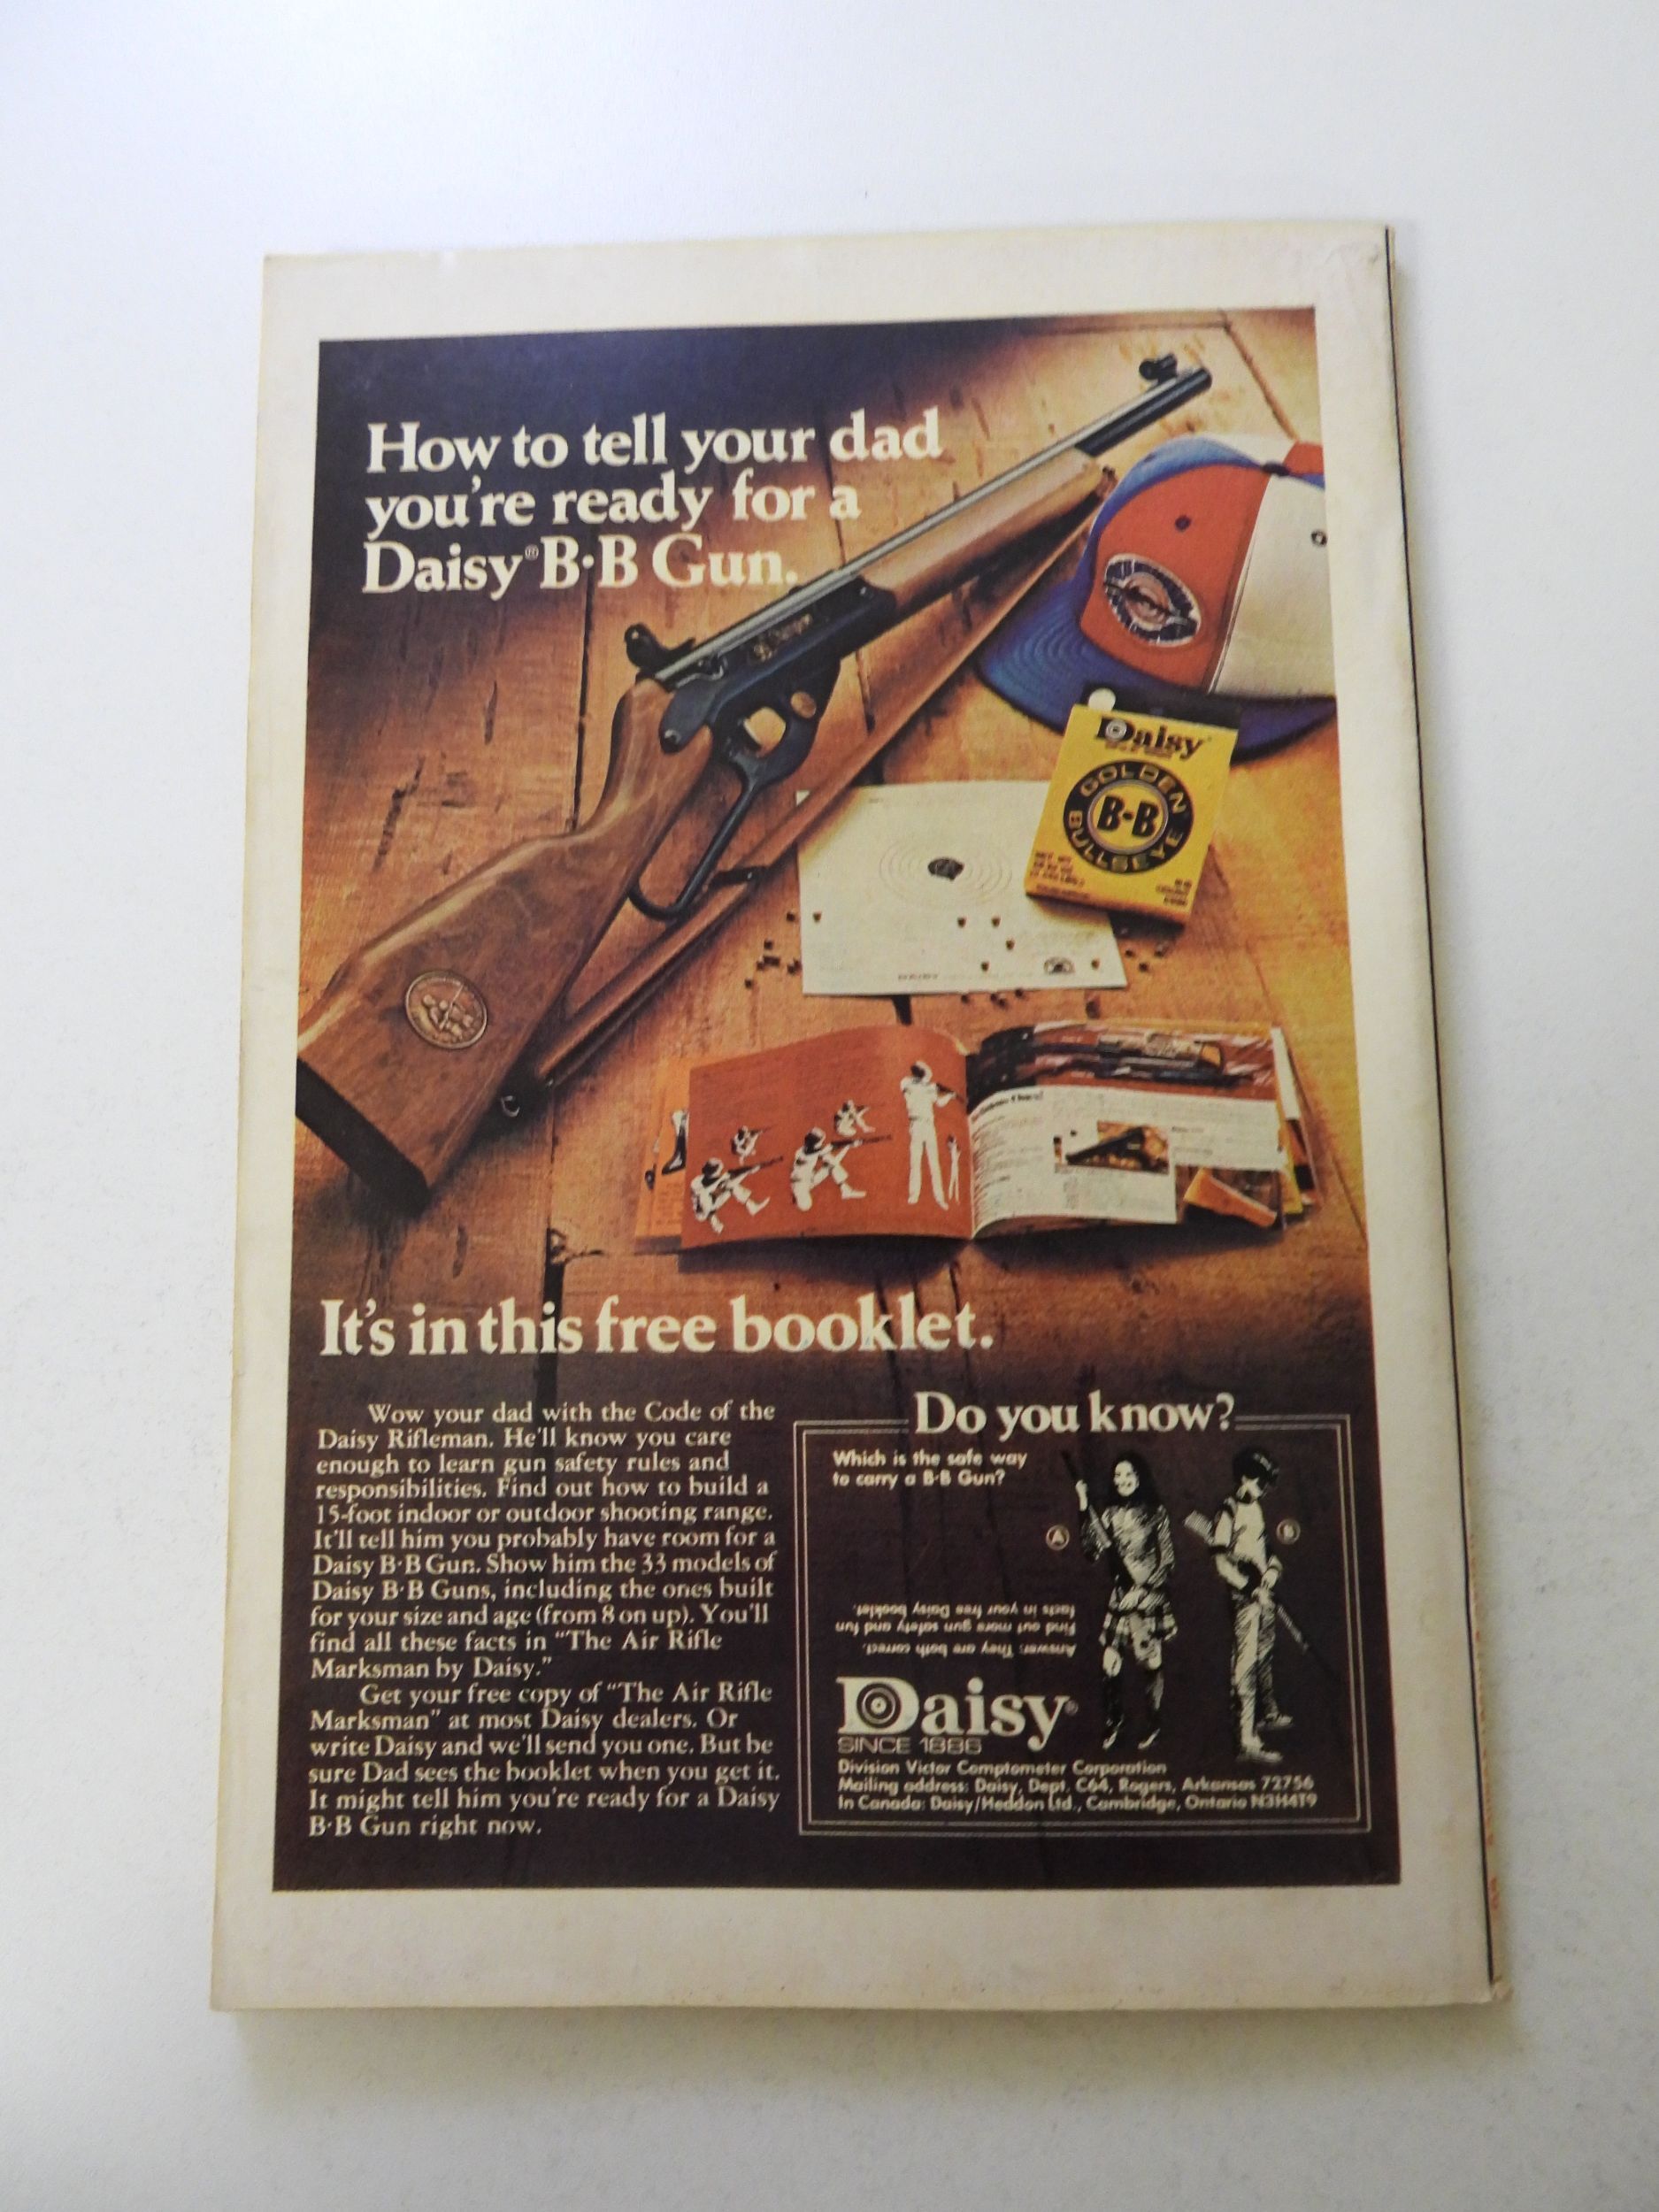 How to tell your dad
you're ready for a
Daisy® B·B Gun.
Daisy
GOLDEN
B·B
BULLSEYE
DAISY
It's in this free booklet.
Wow your dad with the Code of the
Daisy Rifleman. He'll know you care
enough to learn gun safety rules and
responsibilities. Find out how to build a
15-foot indoor or outdoor shooting range.
It'll tell him you probably have room for a
Daisy B·B Gun. Show him the 33 models of
Daisy B·B Guns, including the ones built
for your size and age (from 8 on up). You'll
find all these facts in "The Air Rifle
Marksman by Daisy."
Get your free copy of "The Air Rifle
Marksman" at most Daisy dealers. Or
write Daisy and we'll send you one. But be
sure Dad sees the booklet when you get it.
It might tell him you're ready for a Daisy
B·B Gun right now.
Do you know?
Which is the safe way
to carry a B·B Gun?
A
B
Answer: They are both correct.
Find out more gun safety and fun
facts in your free Daisy booklet.
Daisy®
SINCE 1886
Division Victor Comptometer Corporation
Mailing address: Daisy, Dept. C64, Rogers, Arkansas 72756
In Canada: Daisy/Heddon Ltd., Cambridge, Ontario N3H4T9